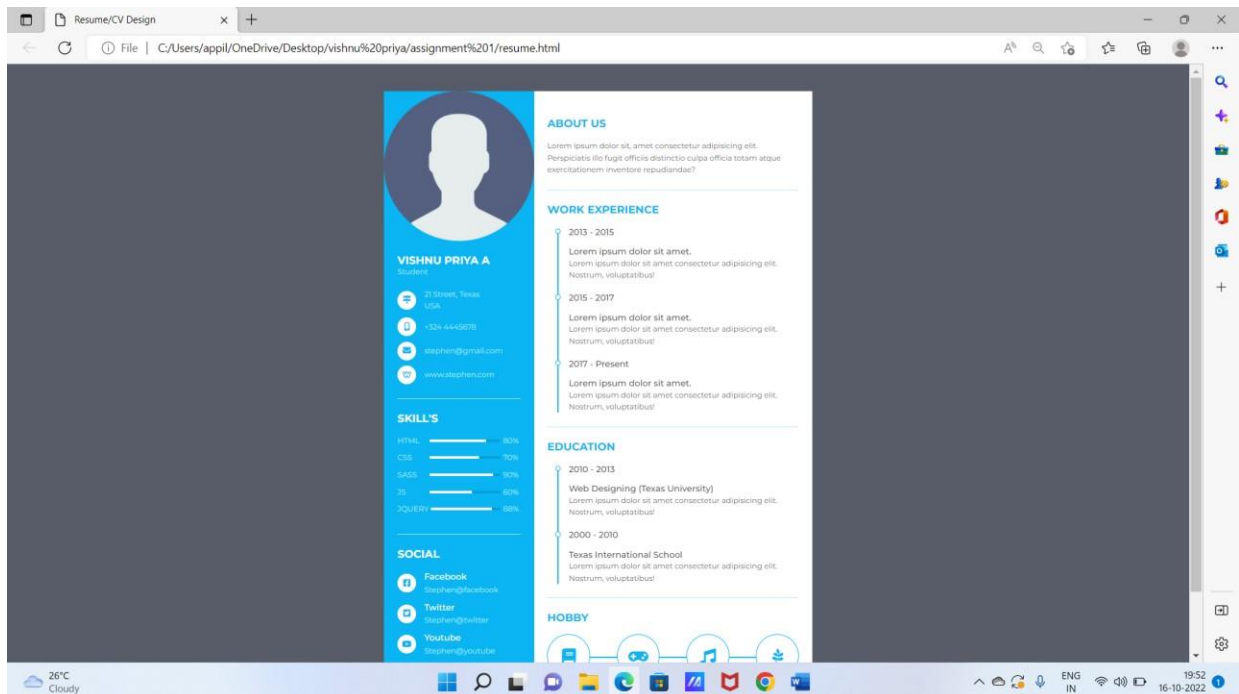 Resume/CV Design
File | C:/Users/appil/OneDrive/Desktop/vishnu%20priya/assignment%201/resume.html
VISHNU PRIYA A
Student
21 Street, Texas
USA
+324 4445678
stephen@gmail.com
www.stephen.com
SKILL'S
HTML 80%
CSS 70%
SASS 90%
JS 60%
JQUERY 88%
SOCIAL
Facebook
Stephen@facebook
Twitter
Stephen@twitter
Youtube
Stephen@youtube
ABOUT US
Lorem ipsum dolor sit, amet consectetur adipisicing elit.
Perspiciatis illo fugit officiis distinctio culpa officia totam atque
exercitationem inventore repudiandae?
WORK EXPERIENCE
2013 - 2015
Lorem ipsum dolor sit amet.
Lorem ipsum dolor sit amet consectetur adipisicing elit.
Nostrum, voluptatibus!
2015 - 2017
Lorem ipsum dolor sit amet.
Lorem ipsum dolor sit amet consectetur adipisicing elit.
Nostrum, voluptatibus!
2017 - Present
Lorem ipsum dolor sit amet.
Lorem ipsum dolor sit amet consectetur adipisicing elit.
Nostrum, voluptatibus!
EDUCATION
2010 - 2013
Web Designing (Texas University)
Lorem ipsum dolor sit amet consectetur adipisicing elit.
Nostrum, voluptatibus!
2000 - 2010
Texas International School
Lorem ipsum dolor sit amet consectetur adipisicing elit.
Nostrum, voluptatibus!
HOBBY
26°C
Cloudy
ENG
IN
19:52
16-10-2022
1